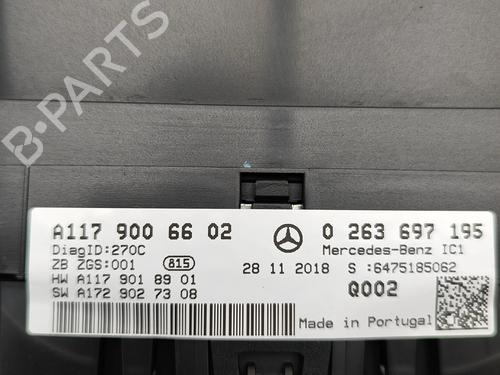 B-PARTS
A117 900 66 02
0 263 697 195
DiagID:270C
Mercedes-Benz IC1
ZB ZGS:001
815
28 11 2018
S :6475185062
HW A117 901 89 01
Q002
SW A172 902 73 08
Made in Portugal